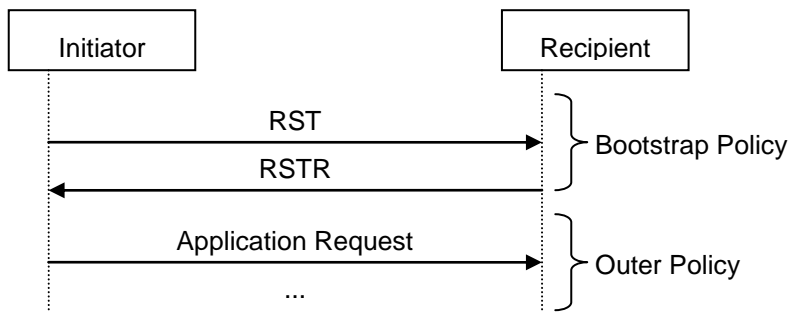 Initiator
Recipient
RST
Bootstrap Policy
RSTR
Application Request
Outer Policy
...